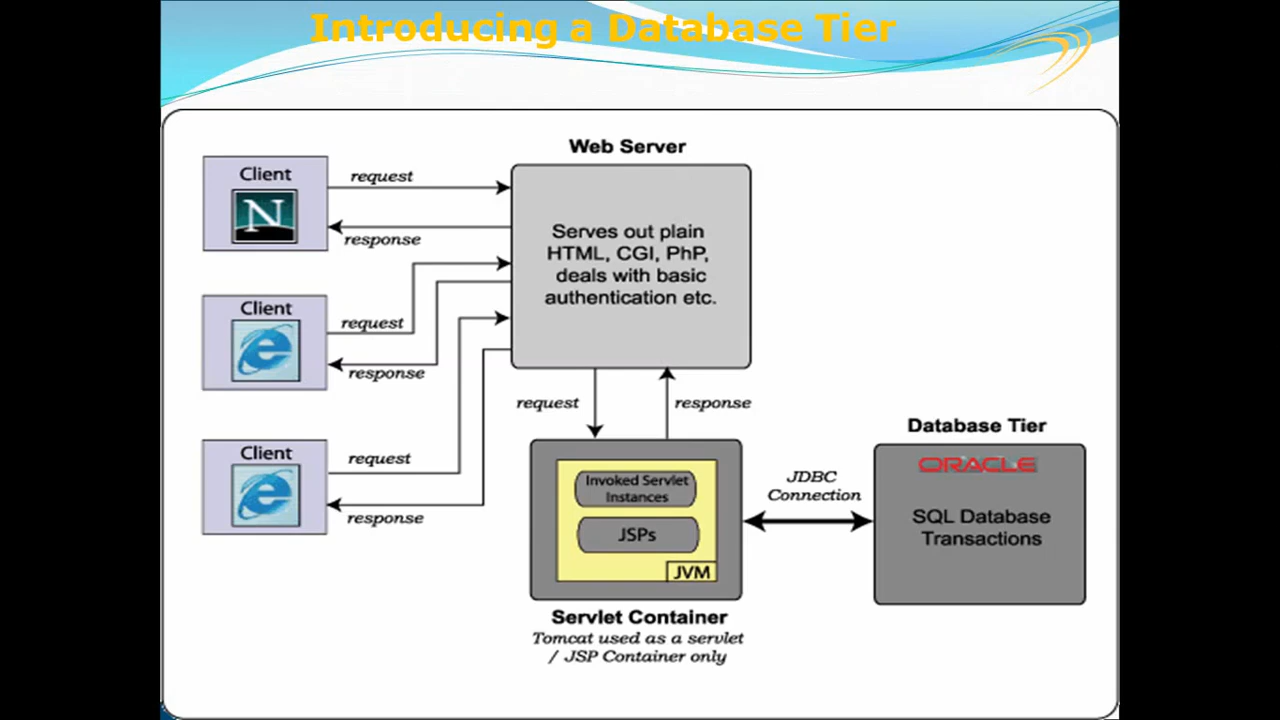 Introducing a Database Tier
Web Server
Client
N
request
response
Serves out plain
HTML, CGI, PhP,
deals with basic
authentication etc.
Client
request
response
request
response
Client
request
response
Invoked Servlet
Instances
JSPs
JVM
Servlet Container
Tomcat used as a servlet
/ JSP Container only
JDBC
Connection
Database Tier
ORACLE
SQL Database
Transactions